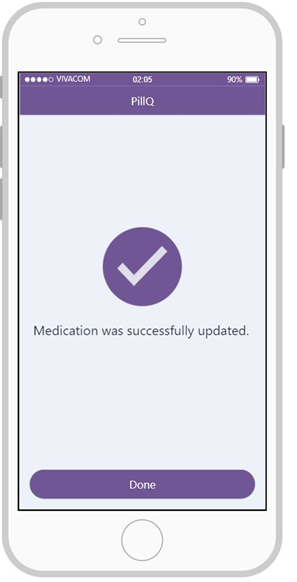 VIVACOM 02:05 90%
PillQ
Medication was successfully updated.
Done